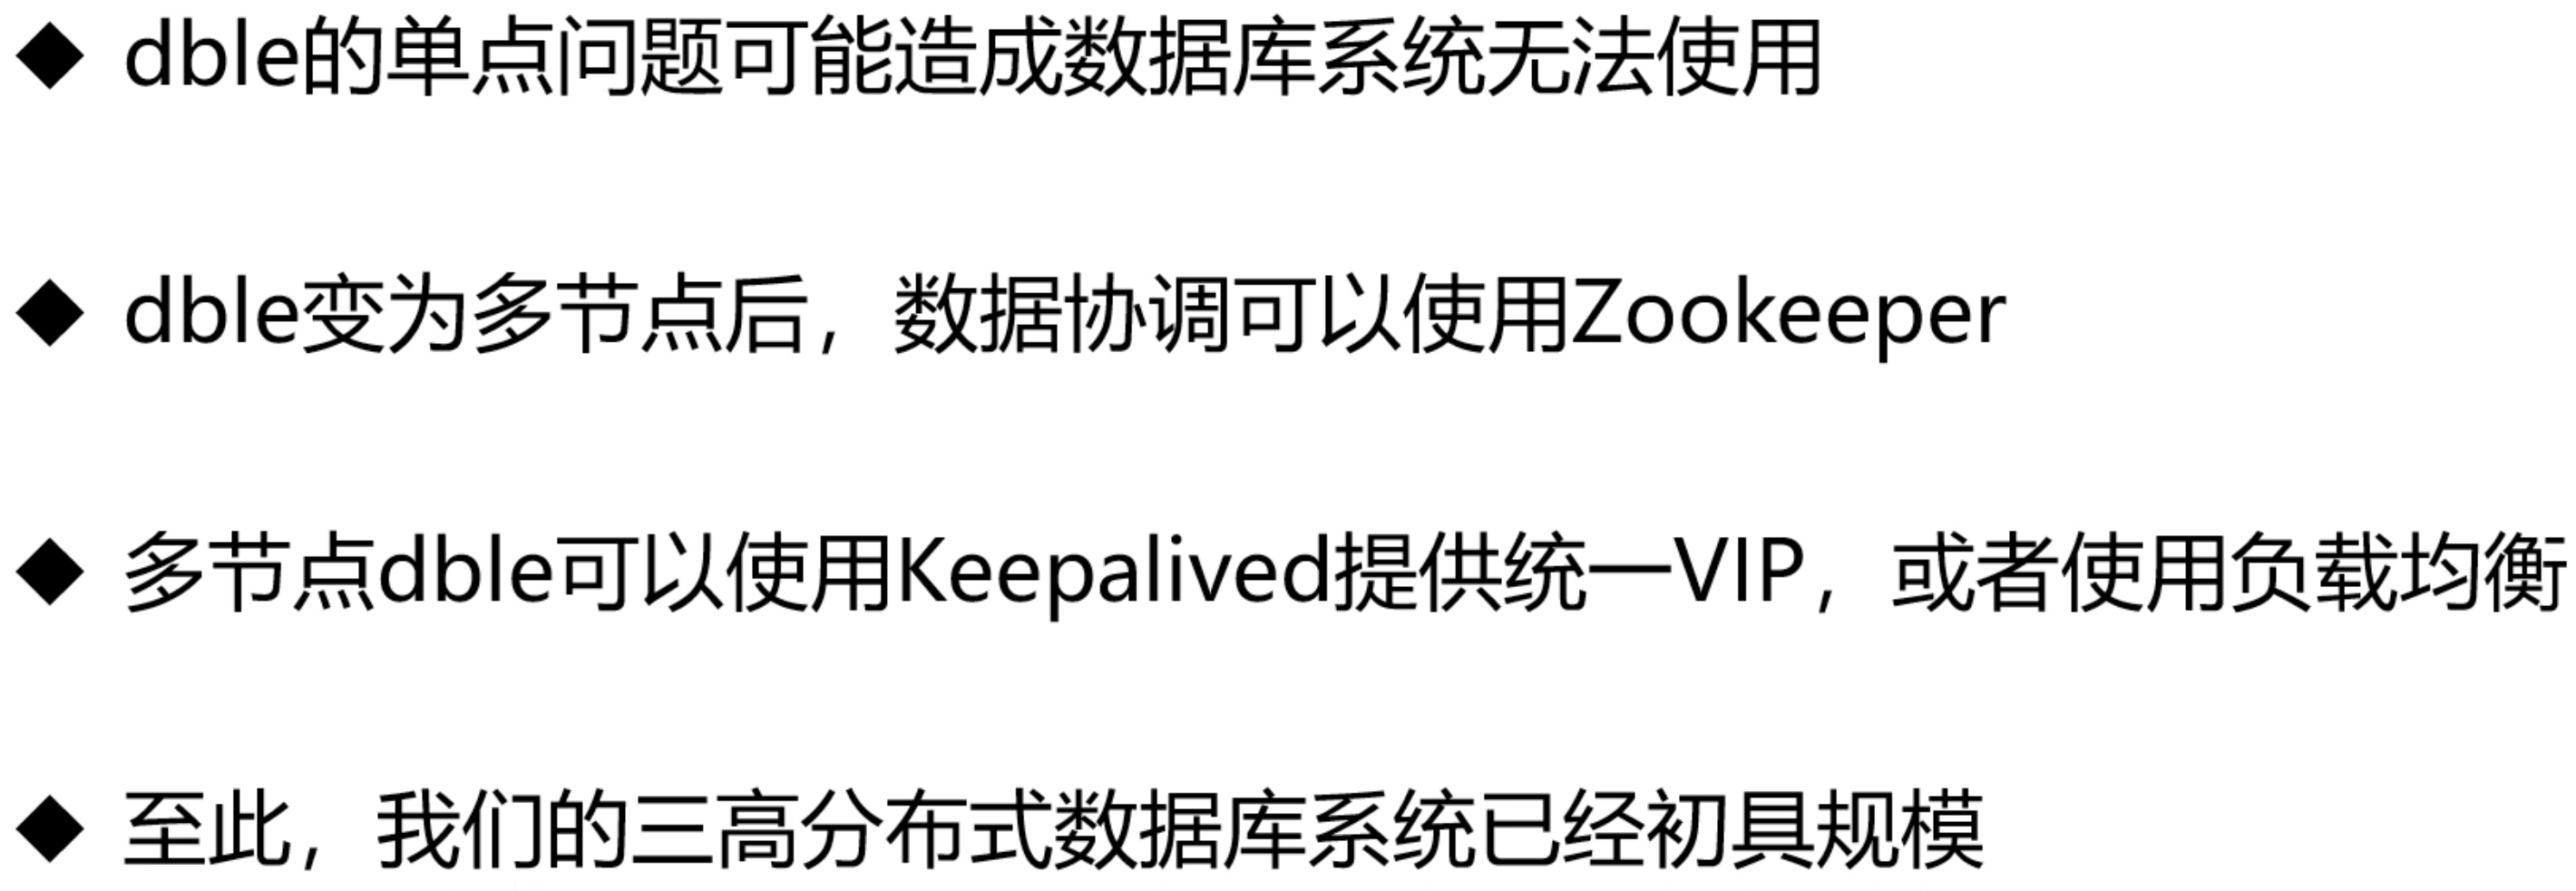 ◆ dble的单点问题可能造成数据库系统无法使用
◆ dble变为多节点后，数据协调可以使用Zookeeper
◆ 多节点dble可以使用Keepalived提供统一VIP，或者使用负载均衡
◆ 至此，我们的三高分布式数据库系统已经初具规模